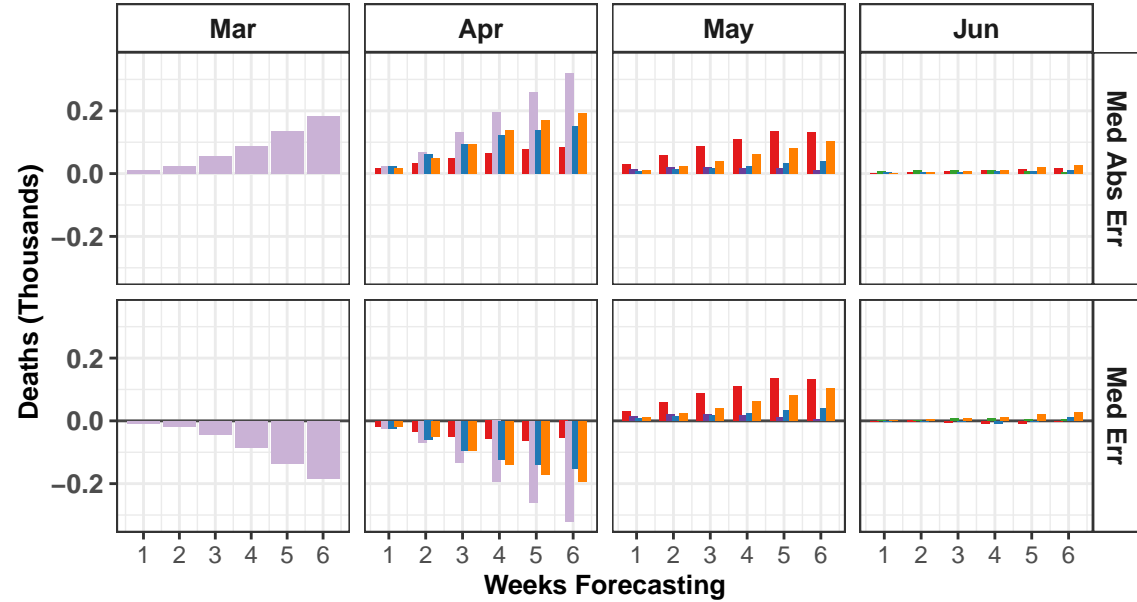 Mar Apr May Jun
Deaths (Thousands)
0.2
0.0
−0.2
Med Abs Err
0.2
0.0
−0.2
Med Err
1 2 3 4 5 6 1 2 3 4 5 6 1 2 3 4 5 6 1 2 3 4 5 6
Weeks Forecasting